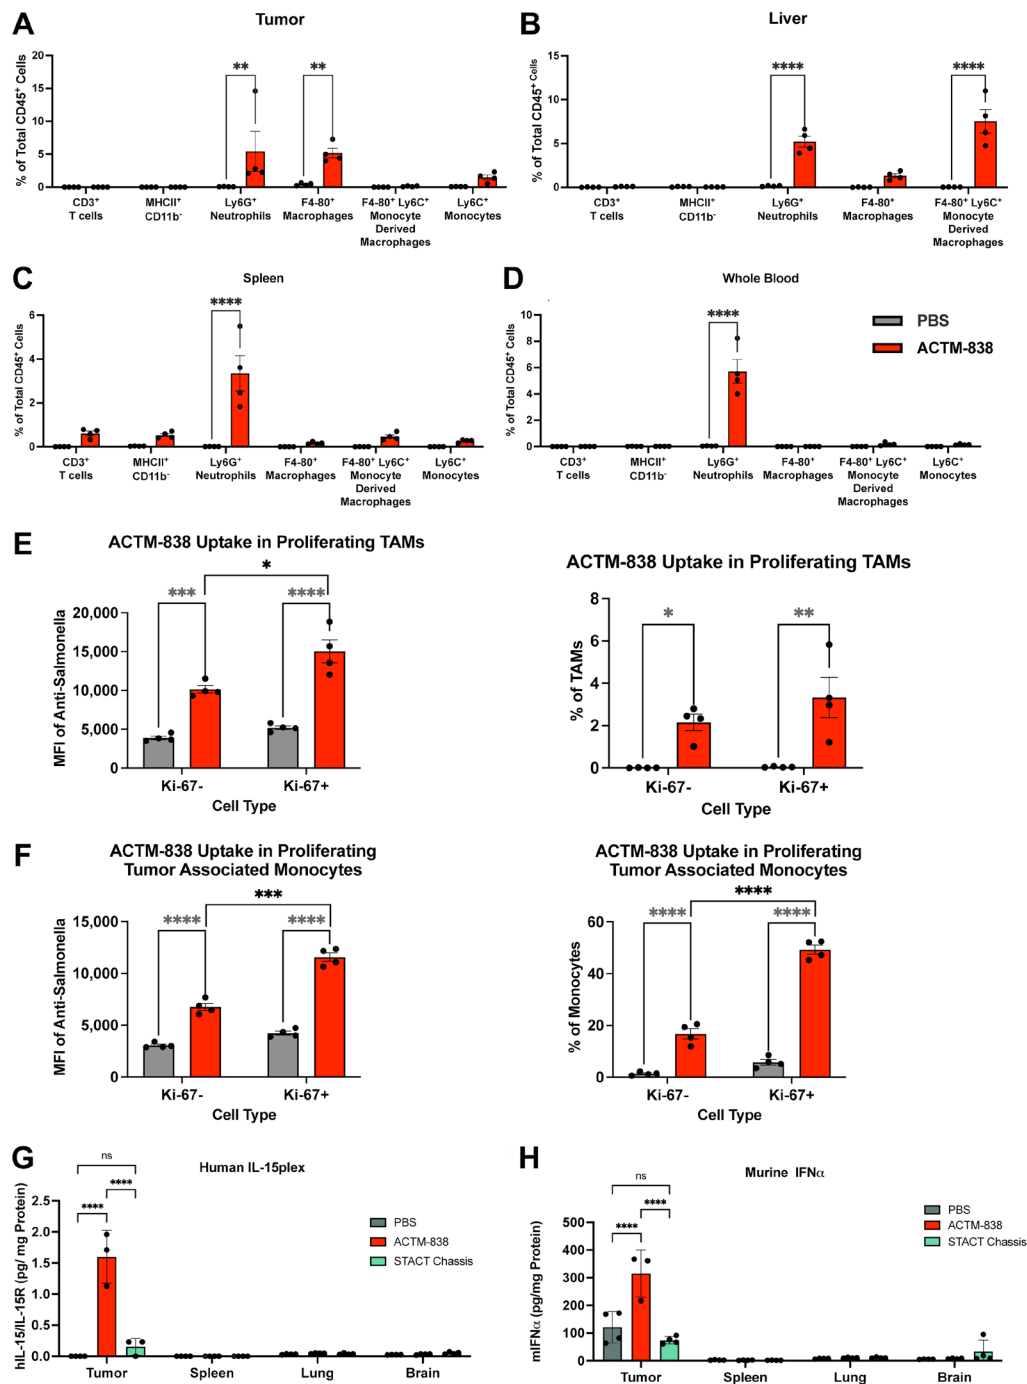 A
Tumor
% of Total CD45⁺ Cells
20
15
10
5
0
**
**
CD3⁺
T cells
MHCII⁺
CD11b⁻
Ly6G⁺
Neutrophils
F4-80⁺
Macrophages
F4-80⁺ Ly6C⁺
Monocyte
Derived
Macrophages
Ly6C⁺
Monocytes
B
Liver
% of Total CD45⁺ Cells
15
10
5
0
****
****
CD3⁺
T cells
MHCII⁺
CD11b⁻
Ly6G⁺
Neutrophils
F4-80⁺
Macrophages
F4-80⁺ Ly6C⁺
Monocyte
Derived
Macrophages
C
Spleen
% of Total CD45⁺ Cells
6
4
2
0
****
CD3⁺
T cells
MHCII⁺
CD11b⁻
Ly6G⁺
Neutrophils
F4-80⁺
Macrophages
F4-80⁺ Ly6C⁺
Monocyte
Derived
Macrophages
Ly6C⁺
Monocytes
D
Whole Blood
% of Total CD45⁺ Cells
10
8
6
4
2
0
****
CD3⁺
T cells
MHCII⁺
CD11b⁻
Ly6G⁺
Neutrophils
F4-80⁺
Macrophages
F4-80⁺ Ly6C⁺
Monocyte
Derived
Macrophages
Ly6C⁺
Monocytes
PBS
ACTM-838
E
ACTM-838 Uptake in Proliferating TAMs
MFI of Anti-Salmonella
20,000
15,000
10,000
5,000
0
*
***
****
Ki-67-
Ki-67+
Cell Type
ACTM-838 Uptake in Proliferating TAMs
% of TAMs
8
6
4
2
0
*
**
Ki-67-
Ki-67+
Cell Type
F
ACTM-838 Uptake in Proliferating
Tumor Associated Monocytes
MFI of Anti-Salmonella
15,000
10,000
5,000
0
***
****
****
Ki-67-
Ki-67+
Cell Type
ACTM-838 Uptake in Proliferating
Tumor Associated Monocytes
% of Monocytes
60
40
20
0
****
****
****
Ki-67-
Ki-67+
Cell Type
G
Human IL-15plex
hIL-15/IL-15R (pg/ mg Protein)
2.5
2.0
1.5
1.0
0.5
0.0
ns
****
****
Tumor
Spleen
Lung
Brain
PBS
ACTM-838
STACT Chassis
H
Murine IFNα
mIFNα (pg/mg Protein)
500
400
300
200
100
0
ns
****
****
Tumor
Spleen
Lung
Brain
PBS
ACTM-838
STACT Chassis